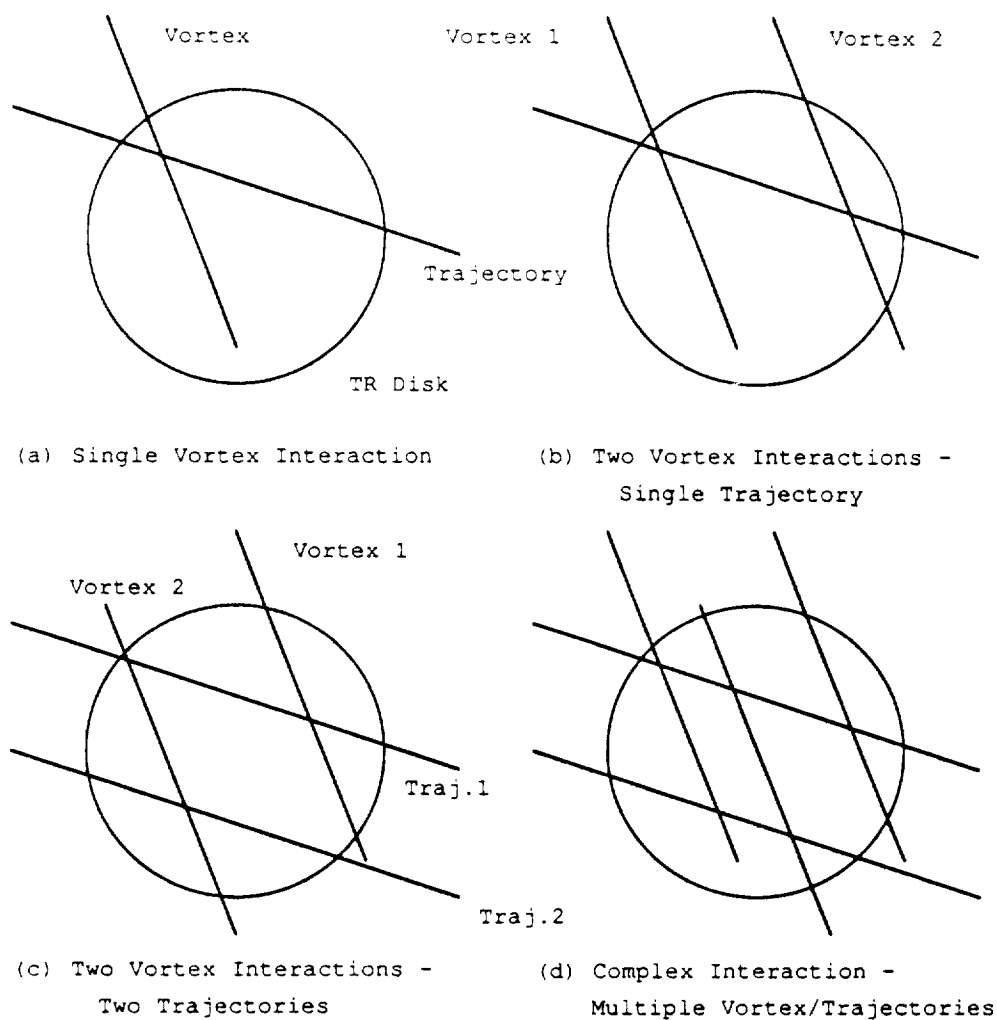 Vortex
Trajectory
TR Disk
(a) Single Vortex Interaction
Vortex 1
Vortex 2
(b) Two Vortex Interactions -
Single Trajectory
Vortex 1
Vortex 2
Traj.1
Traj.2
(c) Two Vortex Interactions -
Two Trajectories
(d) Complex Interaction -
Multiple Vortex/Trajectories